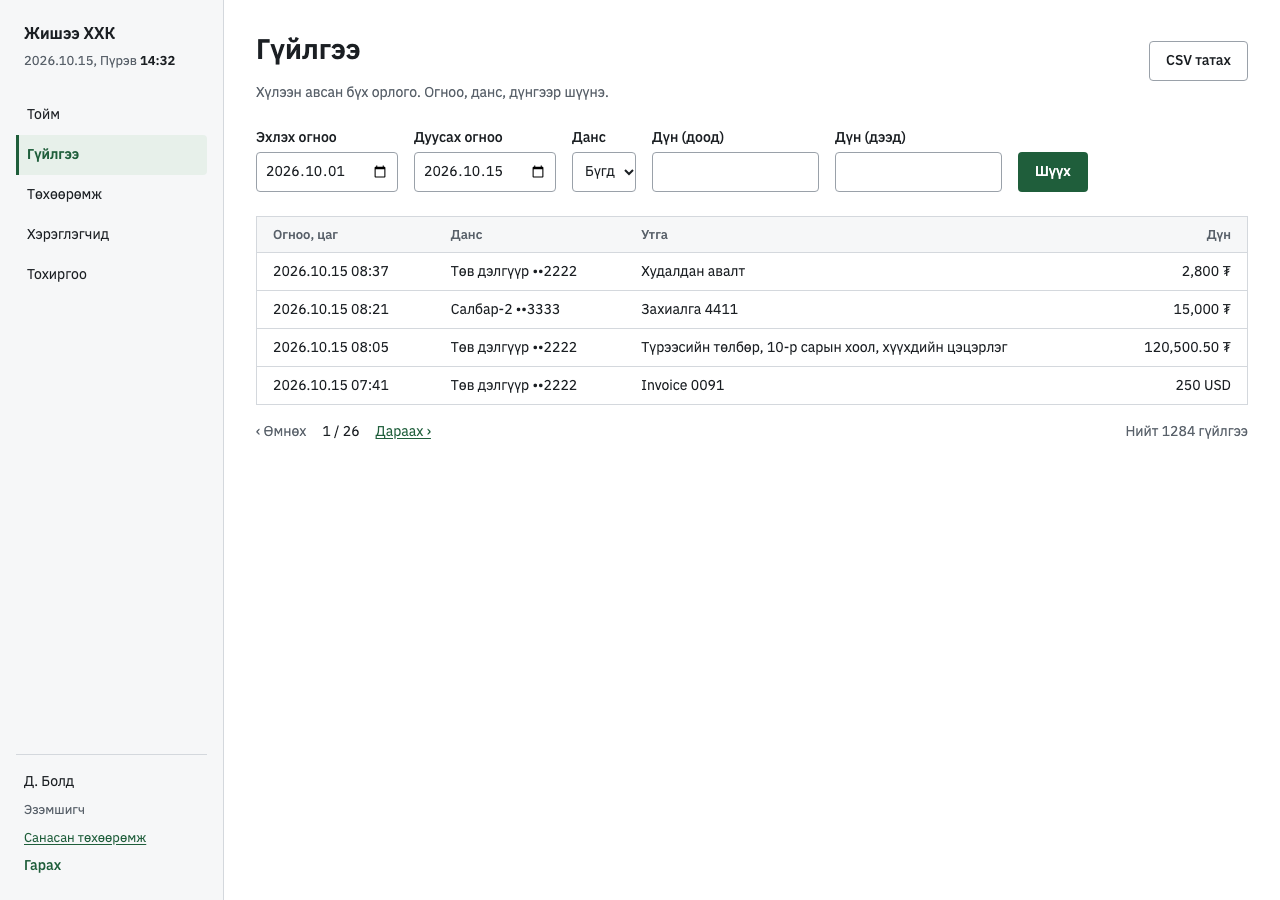 Жишээ ХХК
2026.10.15, Пүрэв 14:32
Тойм
Гүйлгээ
Төхөөрөмж
Хэрэглэгчид
Тохиргоо
Д. Болд
Эзэмшигч
Санасан төхөөрөмж
Гарах
Гүйлгээ
CSV татах
Хүлээн авсан бүх орлого. Огноо, данс, дүнгээр шүүнэ.
Эхлэх огноо Дуусах огноо Данс Дүн (доод) Дүн (дээд)
2026.10.01 2026.10.15 Бүгд Шүүх
Огноо, цаг Данс Утга Дүн
2026.10.15 08:37 Төв дэлгүүр ••2222 Худалдан авалт 2,800 ₮
2026.10.15 08:21 Салбар-2 ••3333 Захиалга 4411 15,000 ₮
2026.10.15 08:05 Төв дэлгүүр ••2222 Түрээсийн төлбөр, 10-р сарын хоол, хүүхдийн цэцэрлэг 120,500.50 ₮
2026.10.15 07:41 Төв дэлгүүр ••2222 Invoice 0091 250 USD
‹ Өмнөх 1 / 26 Дараах › Нийт 1284 гүйлгээ